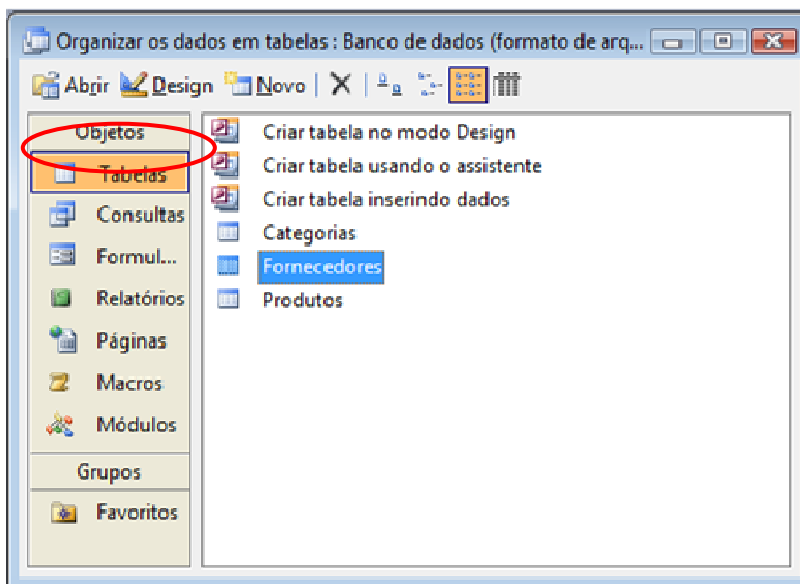 Organizar os dados em tabelas : Banco de dados (formato de arq...
Abrir Design Novo
Objetos
Tabelas
Consultas
Formul...
Relatórios
Páginas
Macros
Módulos
Grupos
Favoritos
Criar tabela no modo Design
Criar tabela usando o assistente
Criar tabela inserindo dados
Categorias
Fornecedores
Produtos